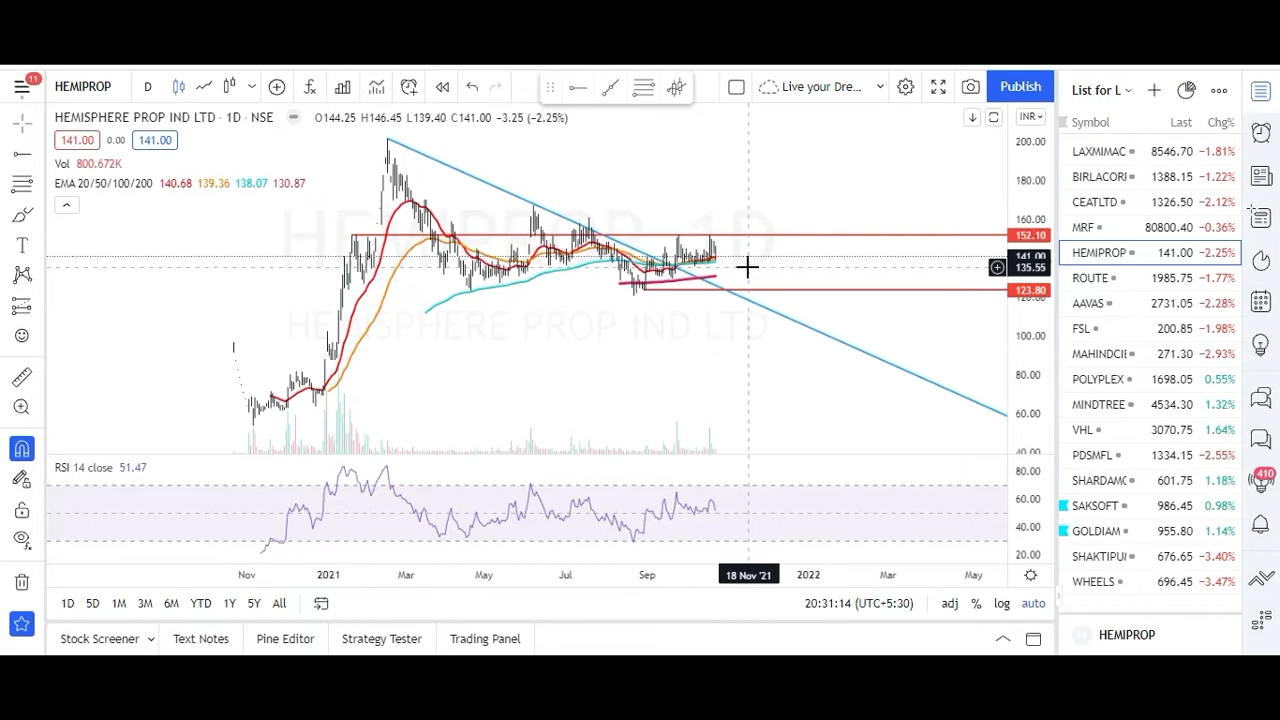 11
HEMIPROP
D
Live your Dre...
Publish
List for L
HEMISPHERE PROP IND LTD · 1D · NSE
O144.25 H146.45 L139.40 C141.00 −3.25 (−2.25%)
INR
141.00 0.00 141.00
Vol 800.672K
EMA 20/50/100/200 140.68 139.36 138.07 130.87
HEMIPROP, 1D
HEMISPHERE PROP IND LTD
200.00
180.00
160.00
152.10
141.00
135.55
123.80
120.00
100.00
80.00
60.00
40.00
RSI 14 close 51.47
80.00
60.00
40.00
20.00
Nov 2021 Mar May Jul Sep 18 Nov '21 2022 Mar May
1D 5D 1M 3M 6M YTD 1Y 5Y All
20:31:14 (UTC+5:30) adj % log auto
Stock Screener Text Notes Pine Editor Strategy Tester Trading Panel
Symbol Last Chg%
LAXMIMAC 8546.70 −1.81%
BIRLACORI 1388.15 −1.22%
CEATLTD 1326.50 −2.12%
MRF 80800.40 −0.36%
HEMIPROP 141.00 −2.25%
ROUTE 1985.75 −1.77%
AAVAS 2731.05 −2.28%
FSL 200.85 −1.98%
MAHINDCIE 271.30 −2.93%
POLYPLEX 1698.05 0.55%
MINDTREE 4534.30 1.32%
VHL 3070.75 1.64%
PDSMFL 1334.15 −2.55%
SHARDAMC 601.75 1.18%
SAKSOFT 986.45 0.98%
GOLDIAM 955.80 1.14%
SHAKTIPUI 676.65 −3.40%
WHEELS 696.45 −3.47%
HEMIPROP
410